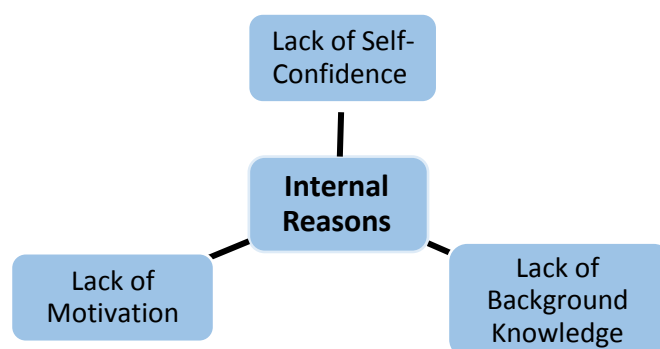 Lack of Self-
Confidence
Internal
Reasons
Lack of
Motivation
Lack of
Background
Knowledge